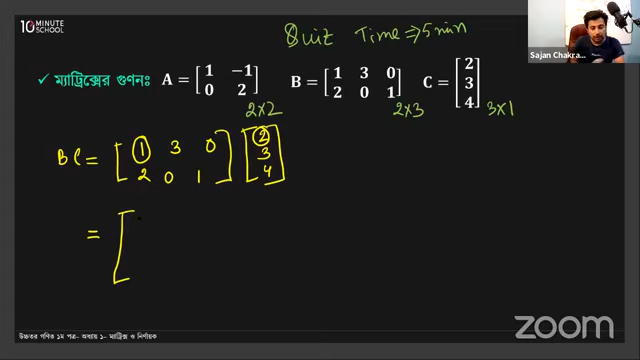 10 MINUTE SCHOOL
Quiz Time ⇒ 5 min
Sajan Chakra...
✓ ম্যাট্রিক্সের গুণনঃ A = [1 -1; 0 2] B = [1 3 0; 2 0 1] C = [2; 3; 4]
2×2 2×3 3×1
BC = [1 3 0; 2 0 1] [2; 3; 4]
= [
উচ্চতর গণিত ১ম পত্র- অধ্যায় ১- ম্যাট্রিক্স ও নির্ণায়ক
zoom